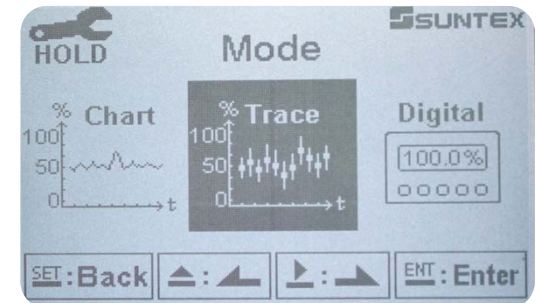 SUNTEX
HOLD
Mode
% Chart
100
50
0
t
% Trace
100
50
0
t
Digital
100.0%
SET:Back
:
:
ENT:Enter